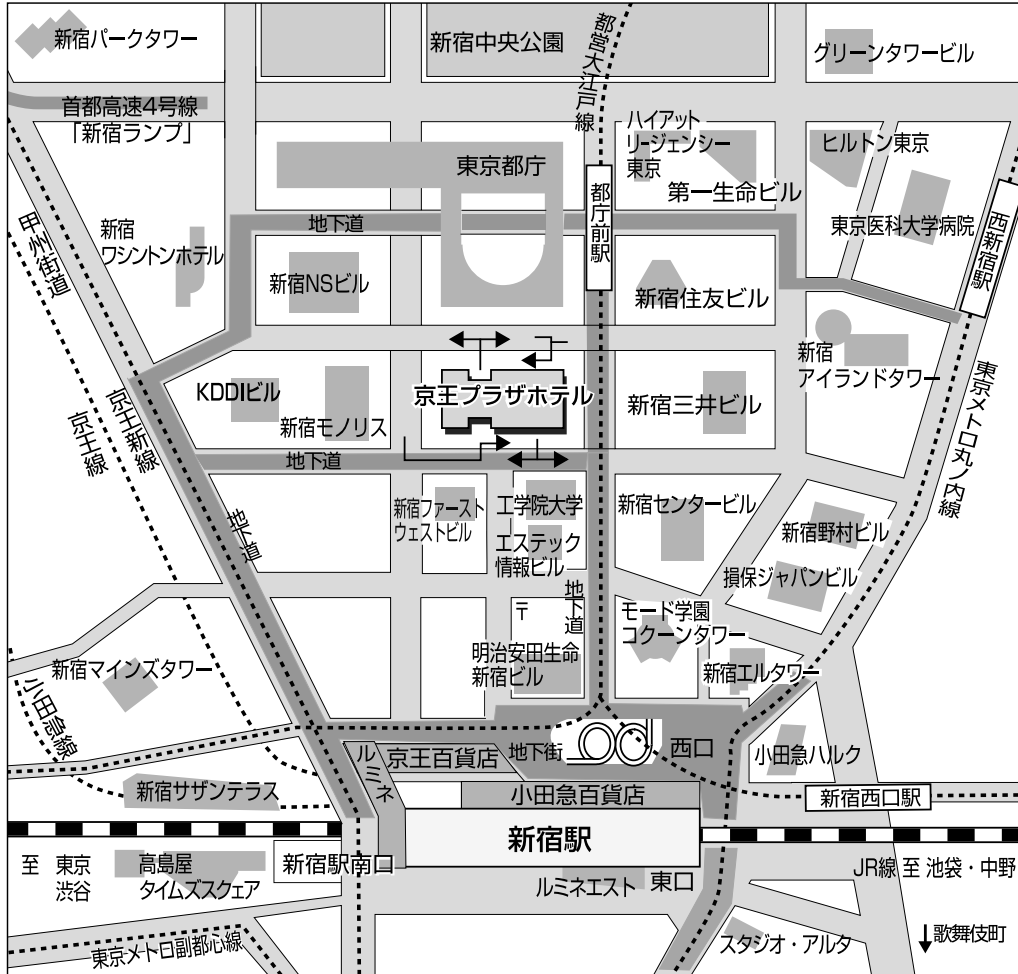 新宿パークタワー
新宿中央公園
都営大江戸線
グリーンタワービル
首都高速4号線
「新宿ランプ」
ハイアット
リージェンシー
東京
ヒルトン東京
東京都庁
第一生命ビル
都庁前駅
西新宿駅
甲州街道
新宿
ワシントンホテル
地下道
東京医科大学病院
新宿NSビル
新宿住友ビル
新宿
アイランドタワー
KDDIビル
新宿モノリス
京王プラザホテル
新宿三井ビル
東京メトロ丸ノ内線
京王新線
京王線
地下道
地下道
新宿ファースト
ウェストビル
工学院大学
エステック
情報ビル
新宿センタービル
新宿野村ビル
損保ジャパンビル
〒
地下道
モード学園
コクーンタワー
明治安田生命
新宿ビル
新宿エルタワー
新宿マインズタワー
小田急線
ルミネ
京王百貨店
地下街
西口
小田急ハルク
新宿サザンテラス
小田急百貨店
新宿西口駅
新宿駅
至 東京
渋谷
高島屋
タイムズスクェア
新宿駅南口
ルミネエスト
東口
JR線 至 池袋・中野
東京メトロ副都心線
スタジオ・アルタ
歌舞伎町